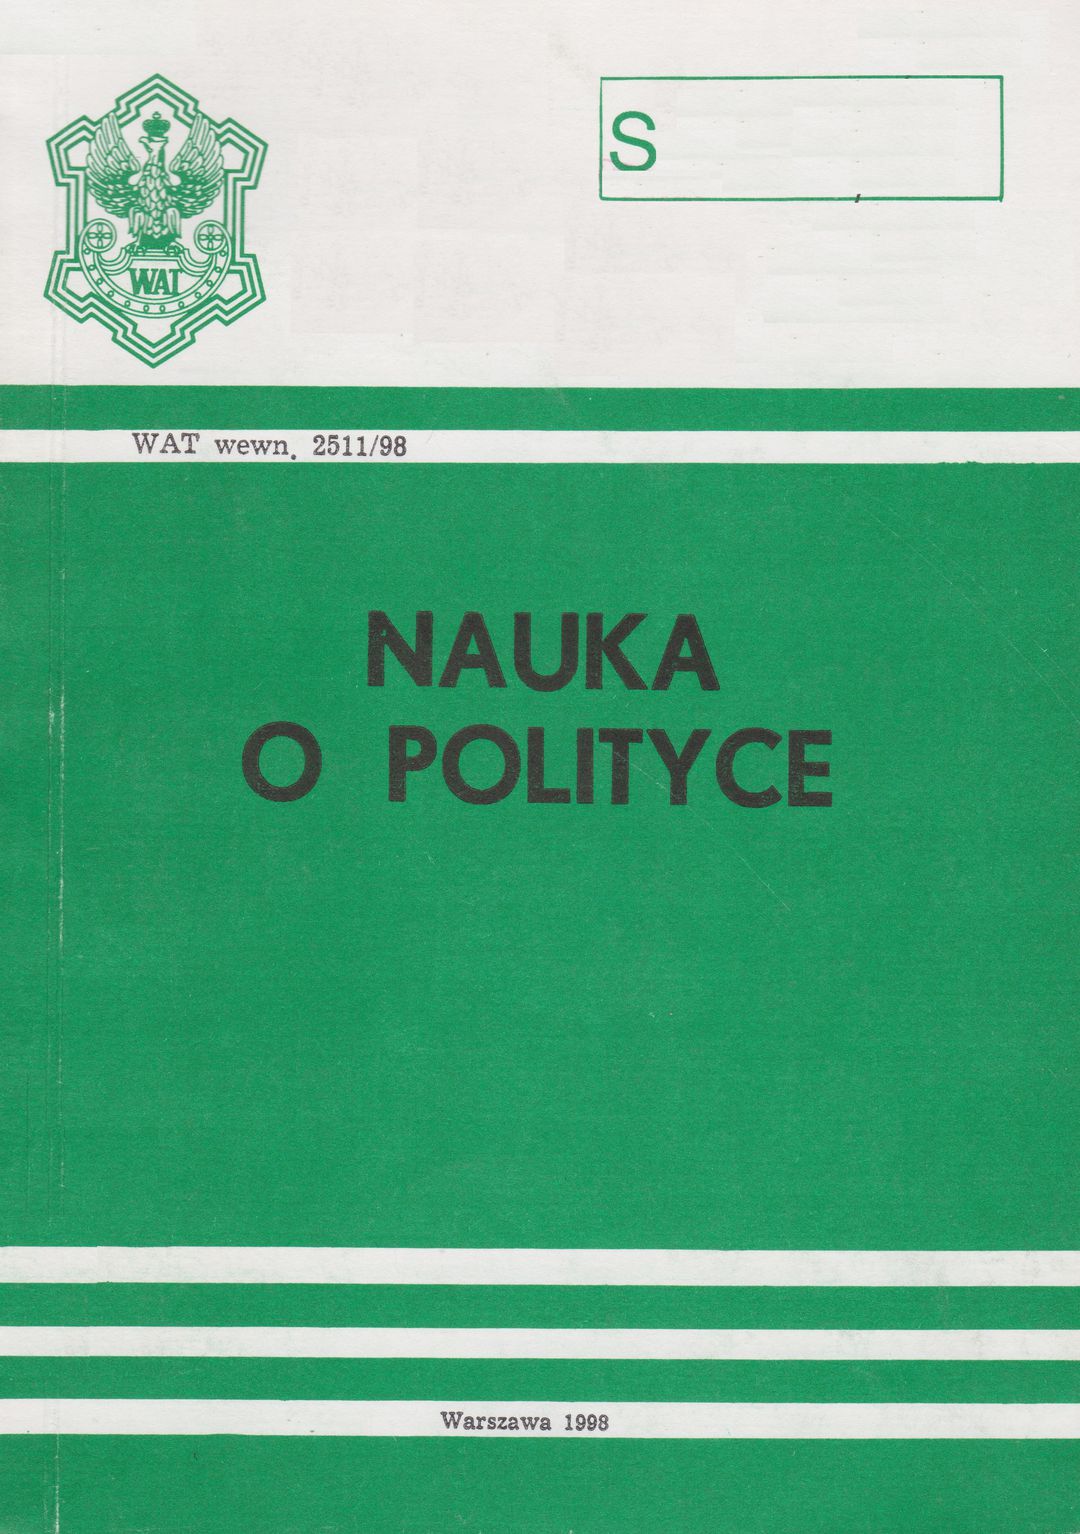 WAT
S
WAT wewn. 2511/98
NAUKA
O POLITYCE
Warszawa 1998